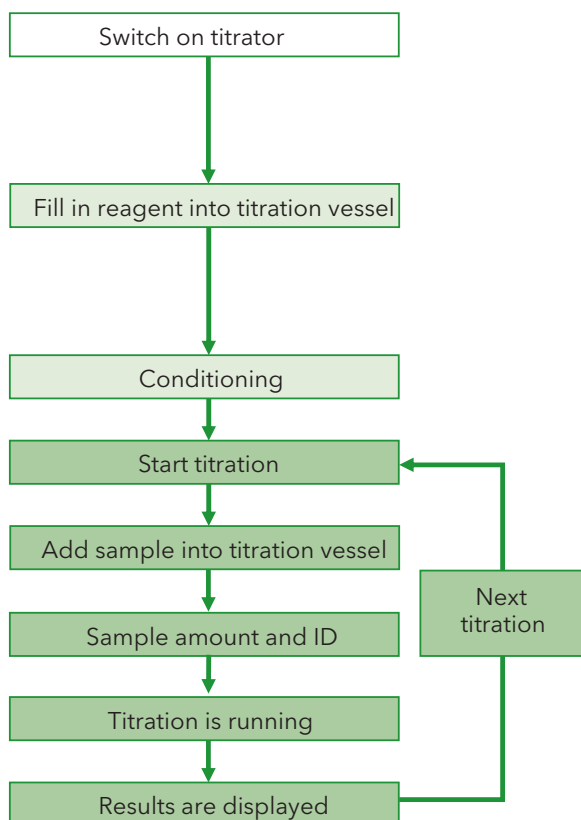 Switch on titrator
Fill in reagent into titration vessel
Conditioning
Start titration
Add sample into titration vessel
Sample amount and ID
Titration is running
Results are displayed
Next
titration